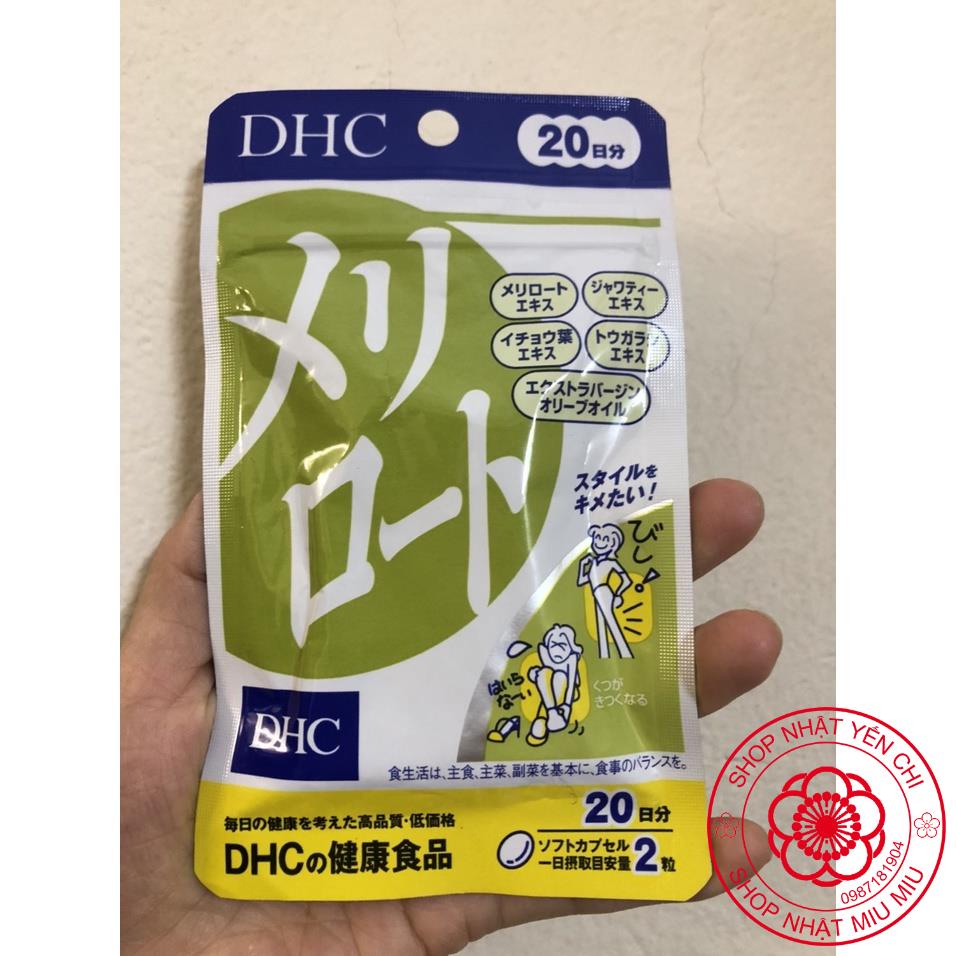 DHC
20日分
メリロート
メリロート
エキス
ジャワティー
エキス
イチョウ葉
エキス
トウガラシ
エキス
エクストラバージン
オリーブオイル
スタイルを
キメたい!
びしっ
はいら
なーい
くつが
きつくなる
DHC
食生活は、主食、主菜、副菜を基本に、食事のバランスを。
毎日の健康を考えた高品質・低価格
DHCの健康食品
20日分
ソフトカプセル
一日摂取目安量 2粒
SHOP NHẬT YẾN CHI
0987181904
SHOP NHẬT MIU MIU